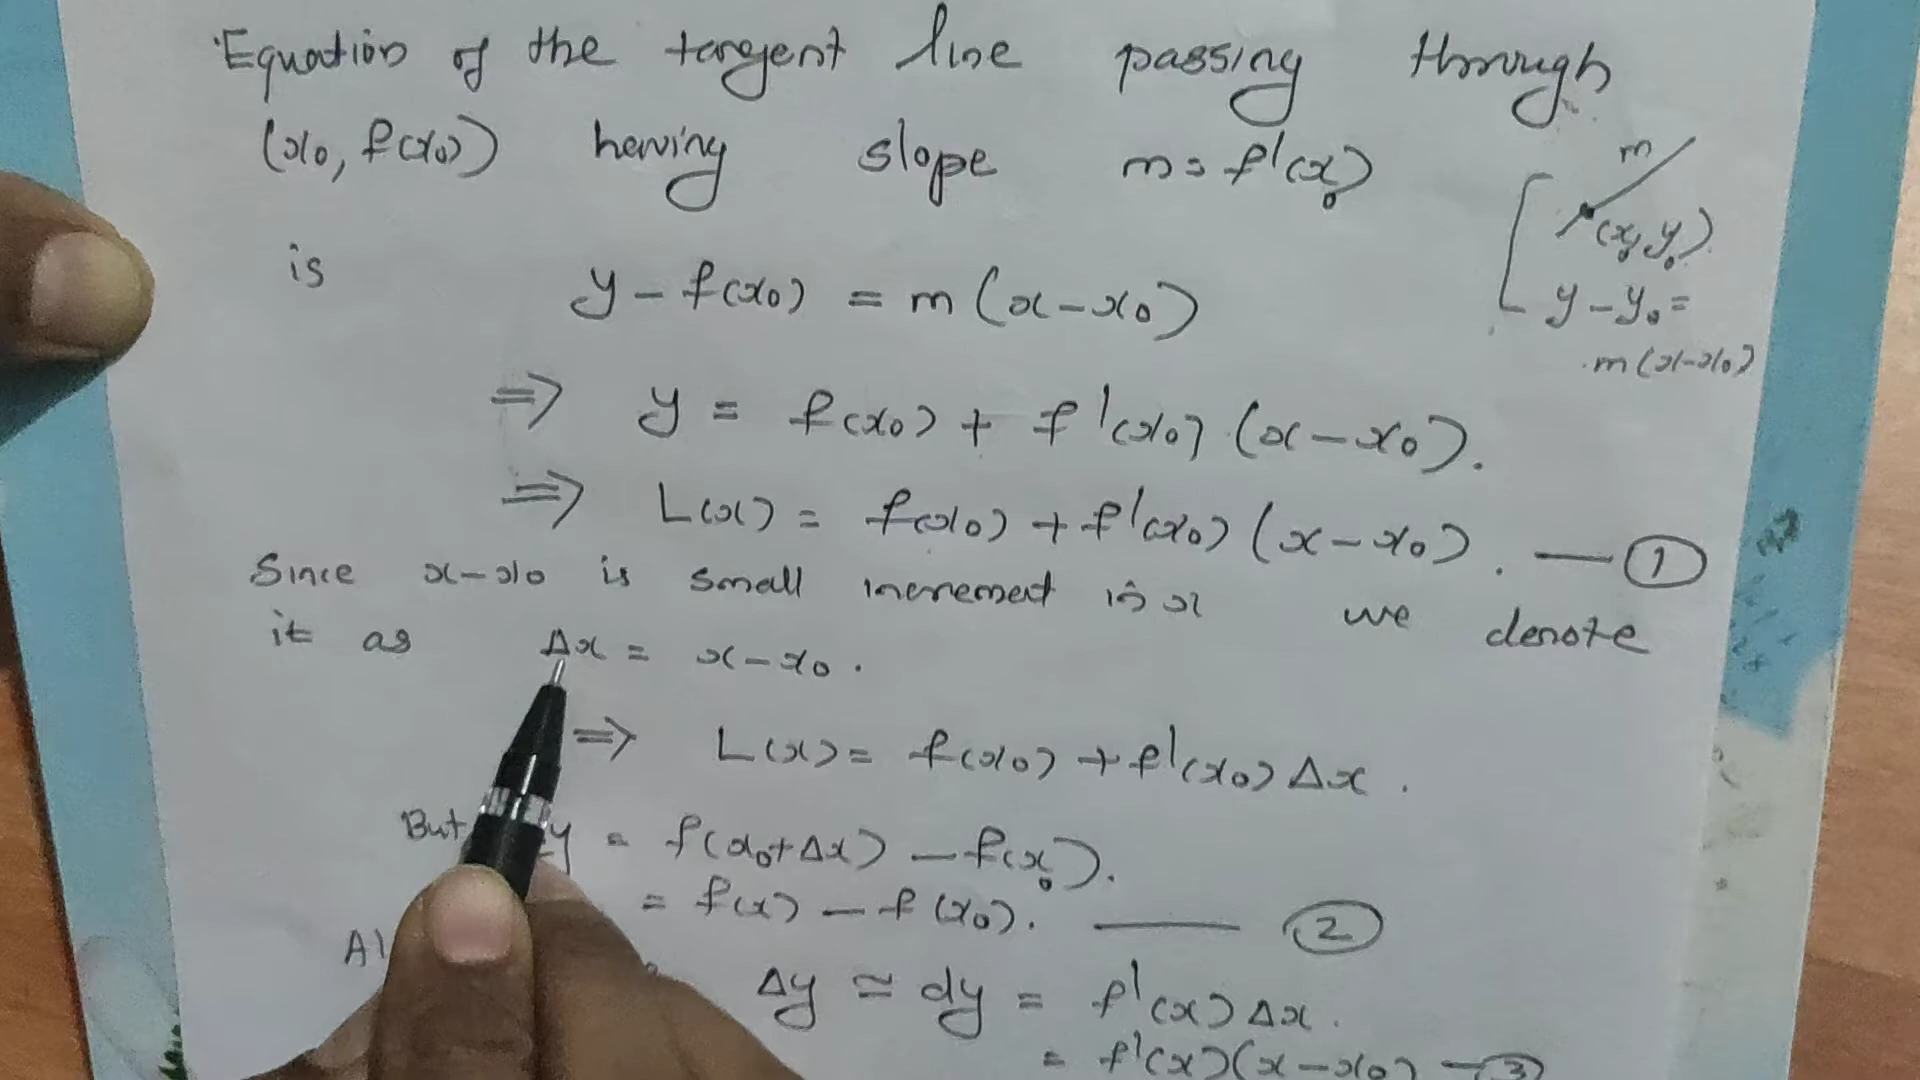 Equation of the tangent line passing through
(x₀, f(x₀)) having slope m = f'(x₀)
is
y - f(x₀) = m(x - x₀)
⇒ y = f(x₀) + f'(x₀) (x - x₀).
⇒ L(x) = f(x₀) + f'(x₀) (x - x₀). — ①
m
(x₀, y₀)
y - y₀ =
m(x - x₀)
Since x - x₀ is small increment in x we denote
it as Δx = x - x₀.
⇒ L(x) = f(x₀) + f'(x₀) Δx.
But y = f(x₀+Δx) - f(x₀).
= f(x) - f(x₀). — ②
Δy ≃ dy = f'(x) Δx.
= f'(x)(x - x₀) — ③